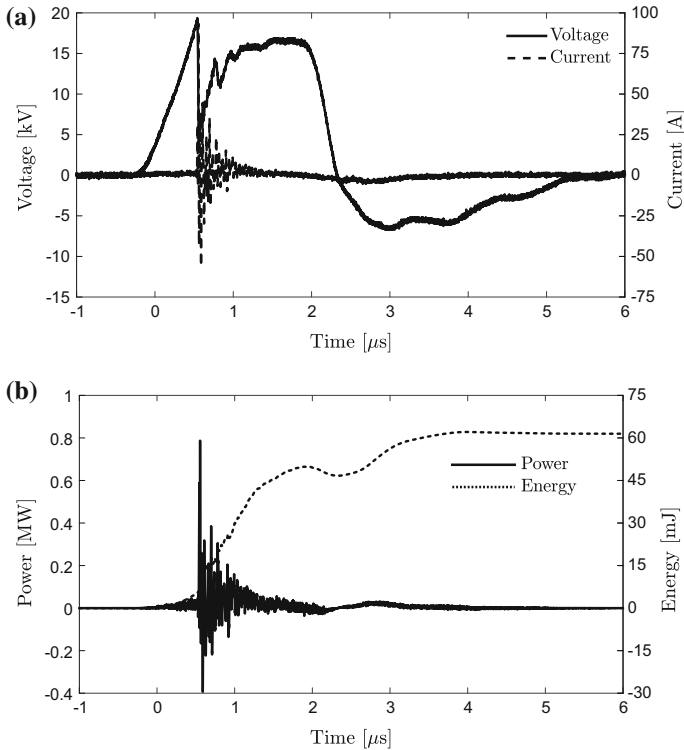 (a)
20
15
10
5
0
-5
-10
-15
Voltage [kV]
100
75
50
25
0
-25
-50
-75
Current [A]
Voltage
Current
-1 0 1 2 3 4 5 6
Time [μs]
(b)
1
0.8
0.6
0.4
0.2
0
-0.2
-0.4
Power [MW]
75
60
45
30
15
0
-15
-30
Energy [mJ]
Power
Energy
-1 0 1 2 3 4 5 6
Time [μs]